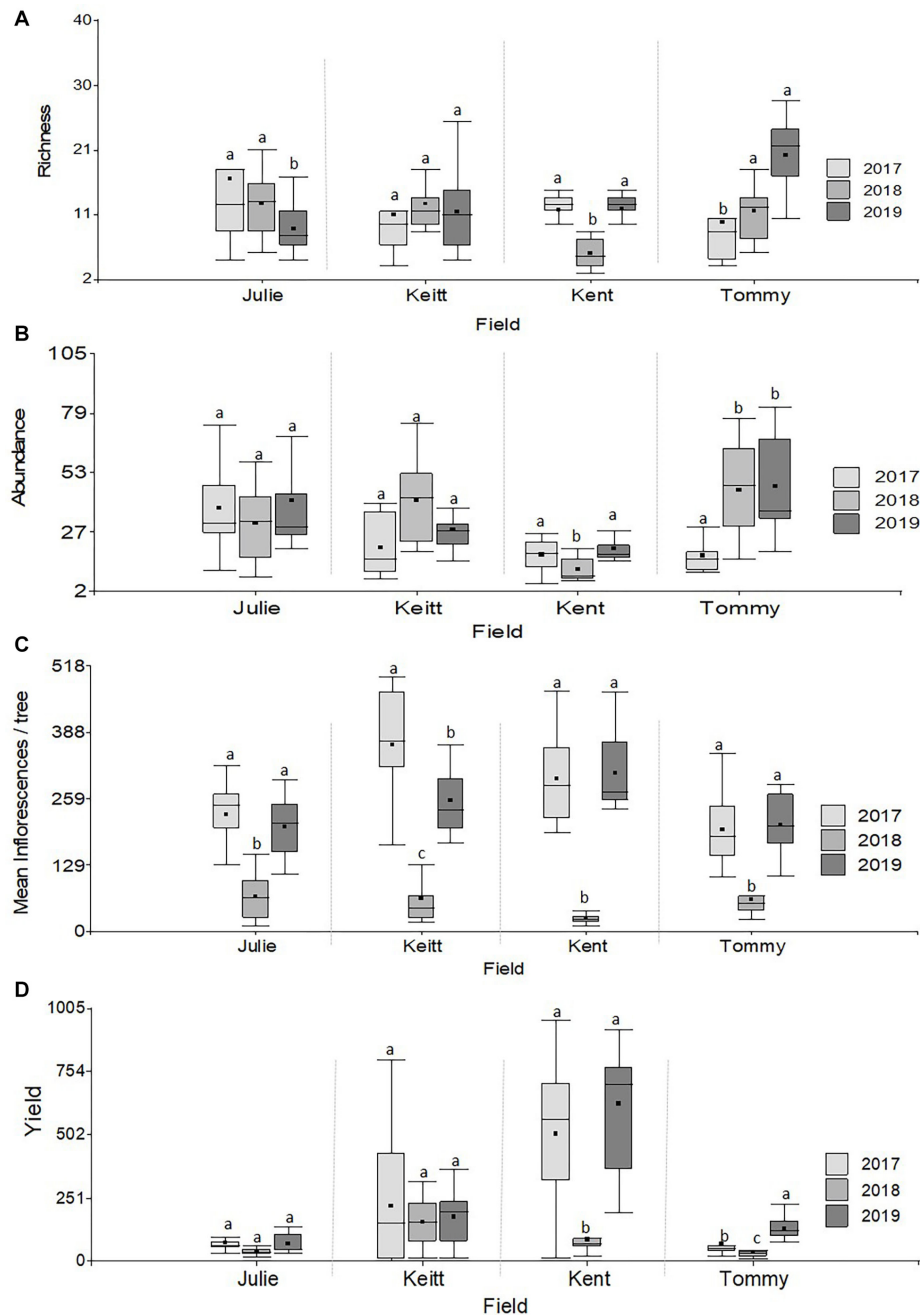 A
40
30
21
11
2
Richness
a
a
b
a
a
a
a
b
a
b
a
a
2017
2018
2019
Julie
Keitt
Kent
Tommy
Field
B
105
79
53
27
2
Abundance
a
a
a
a
a
a
a
b
a
a
b
b
2017
2018
2019
Julie
Keitt
Kent
Tommy
Field
C
518
388
259
129
0
Mean Inflorescences / tree
a
b
a
a
c
b
a
b
a
a
b
a
2017
2018
2019
Julie
Keitt
Kent
Tommy
Field
D
1005
754
502
251
0
Yield
a
a
a
a
a
a
a
b
a
b
c
a
2017
2018
2019
Julie
Keitt
Kent
Tommy
Field